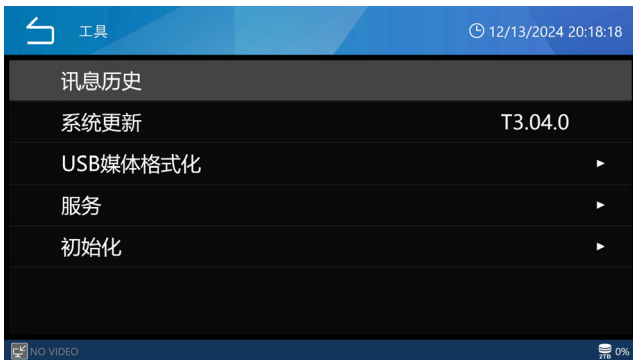 工具
12/13/2024 20:18:18
讯息历史
系统更新 T3.04.0
USB媒体格式化
服务
初始化
NO VIDEO
2TB 0%